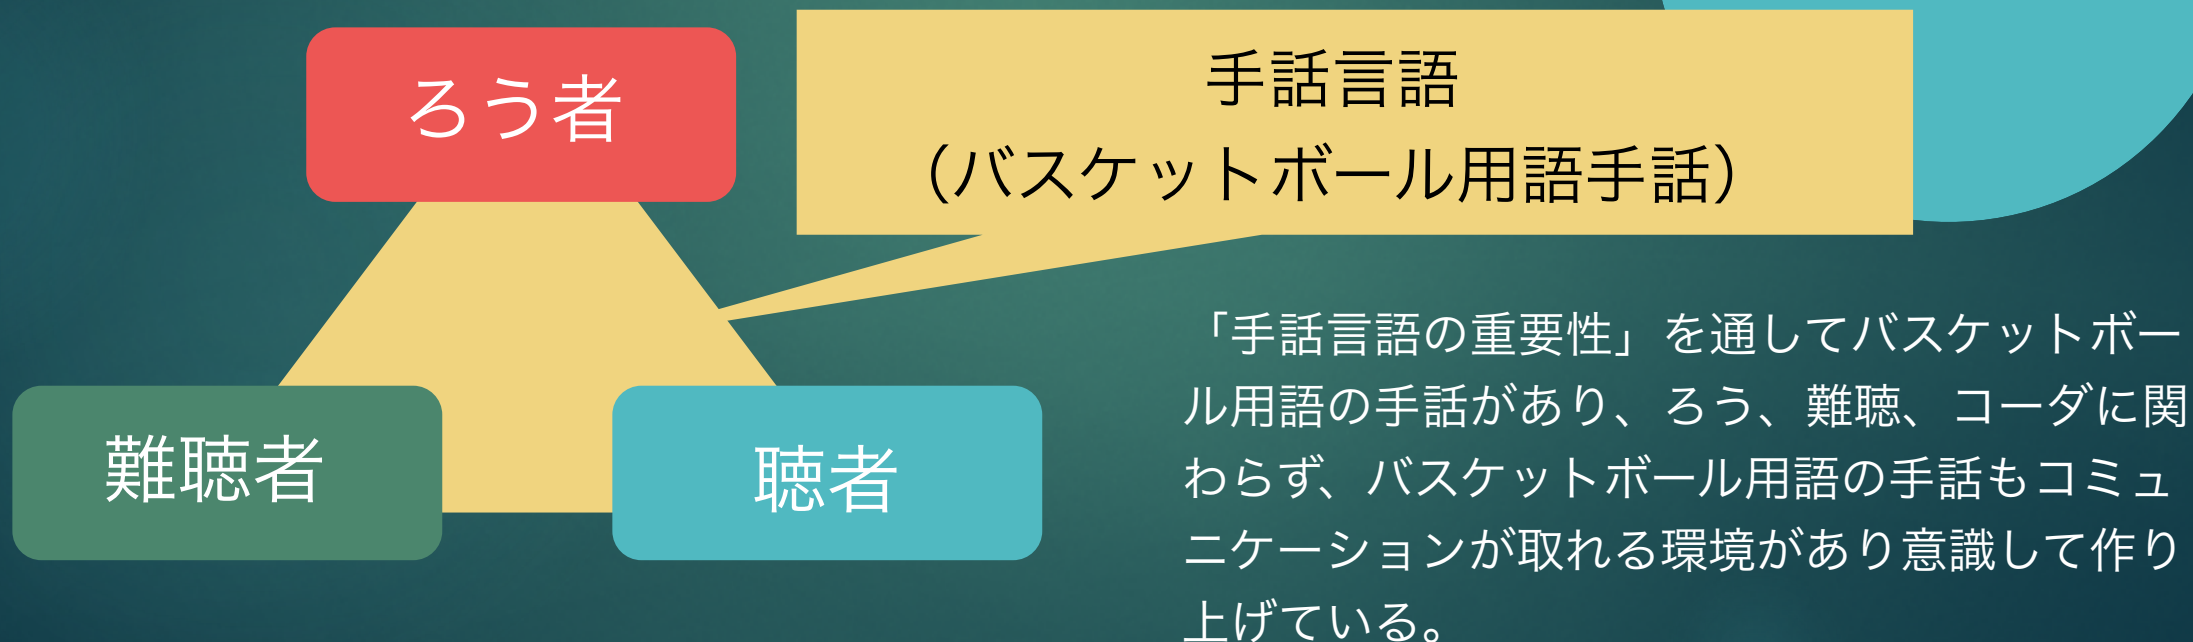 ろう者
手話言語
（バスケットボール用語手話）
難聴者
聴者
「手話言語の重要性」を通してバスケットボー
ル用語の手話があり、ろう、難聴、コーダに関
わらず、バスケットボール用語の手話もコミュ
ニケーションが取れる環境があり意識して作り
上げている。